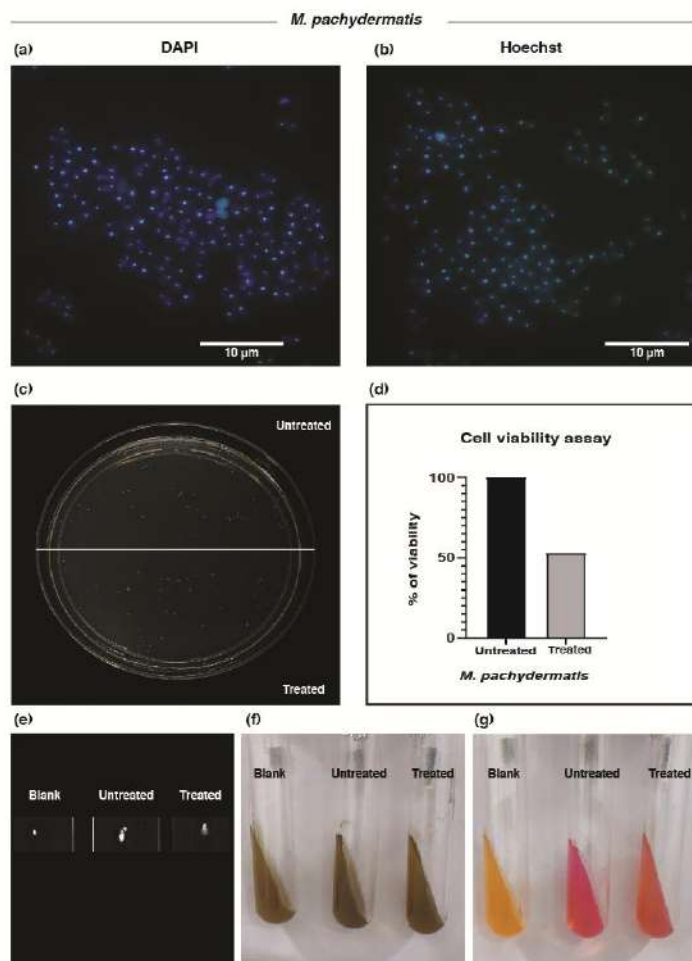 M. pachydermatis
(a)
DAPI
(b)
Hoechst
10 µm
10 µm
(c)
Untreated
Treated
(d)
Cell viability assay
% of viability
100
50
0
Untreated
Treated
M. pachydermatis
(e)
Blank
Untreated
Treated
(f)
Blank
Untreated
Treated
(g)
Blank
Untreated
Treated